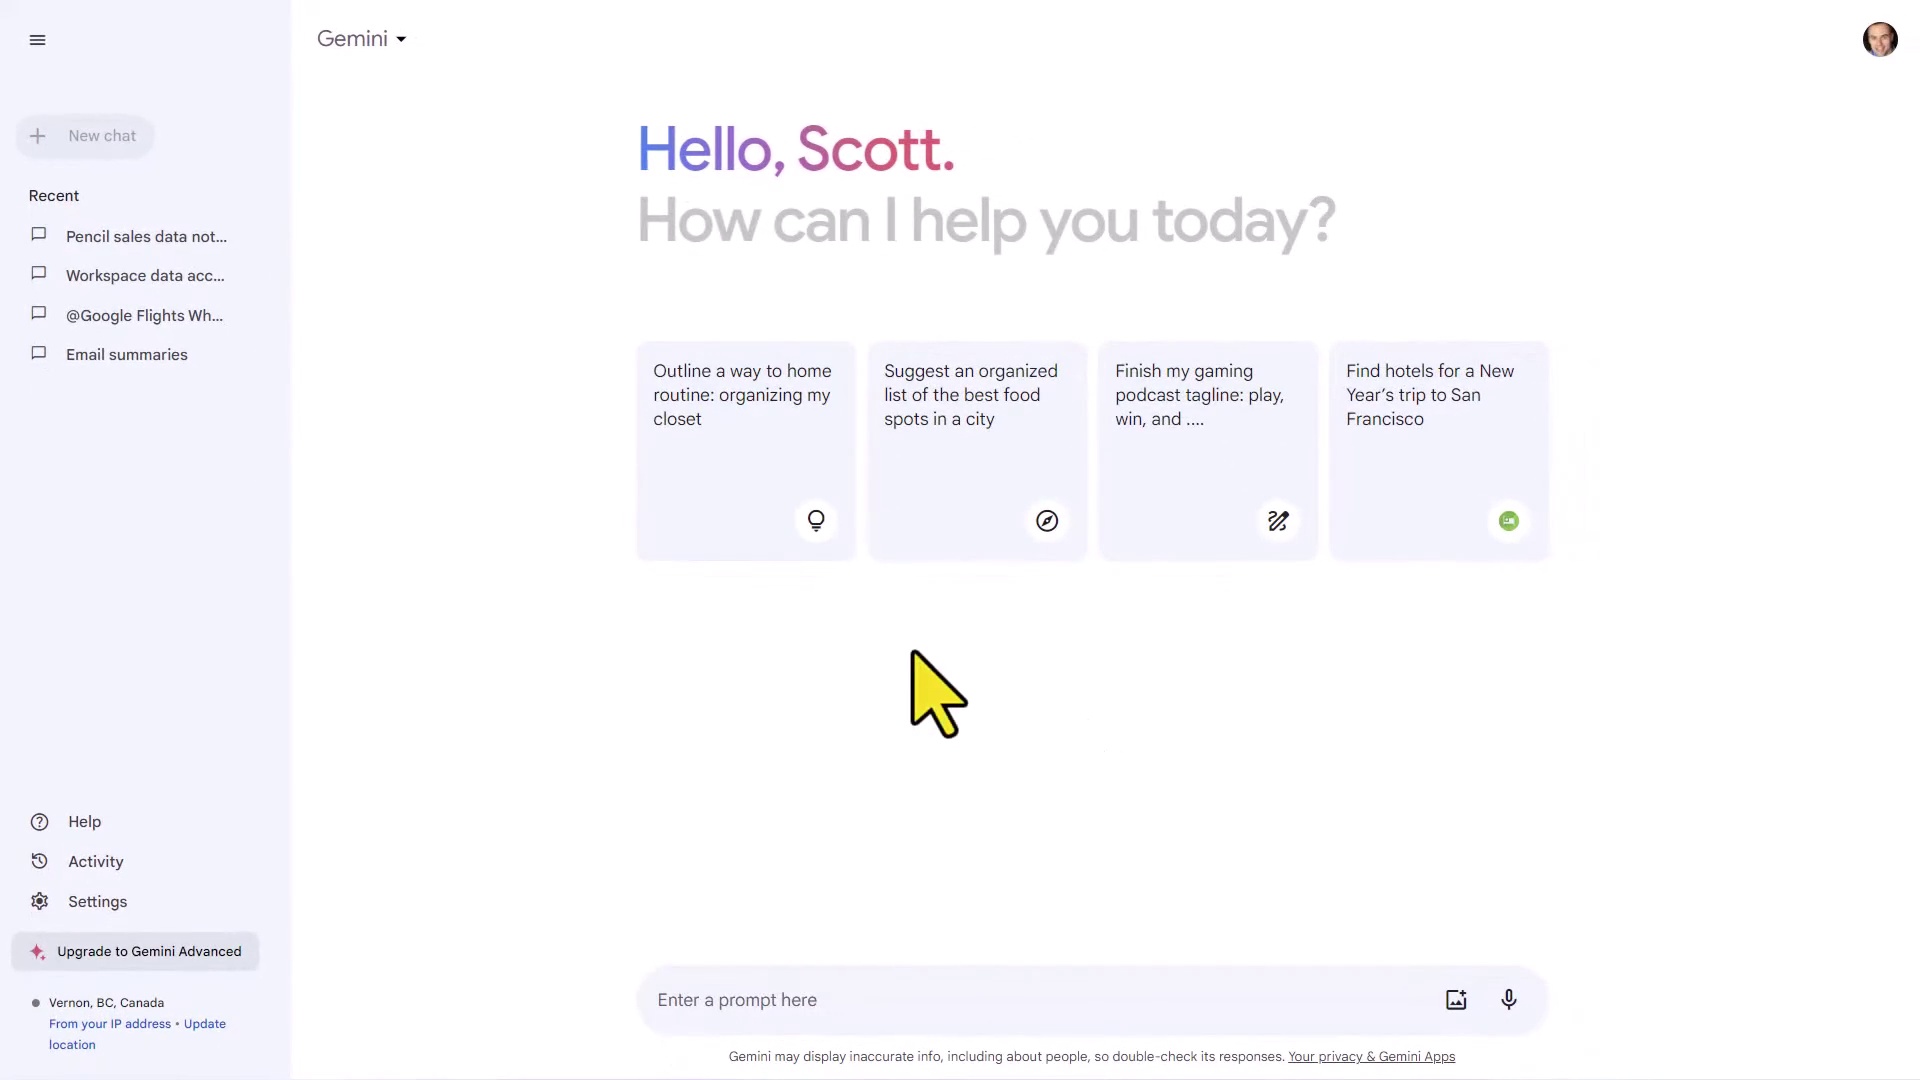 Gemini
New chat
Recent
Pencil sales data not...
Workspace data acc...
@Google Flights Wh...
Email summaries
Help
Activity
Settings
Upgrade to Gemini Advanced
Vernon, BC, Canada
From your IP address • Update
location
Hello, Scott.
How can I help you today?
Outline a way to home
routine: organizing my
closet
Suggest an organized
list of the best food
spots in a city
Finish my gaming
podcast tagline: play,
win, and ....
Find hotels for a New
Year’s trip to San
Francisco
Enter a prompt here
Gemini may display inaccurate info, including about people, so double-check its responses. Your privacy & Gemini Apps